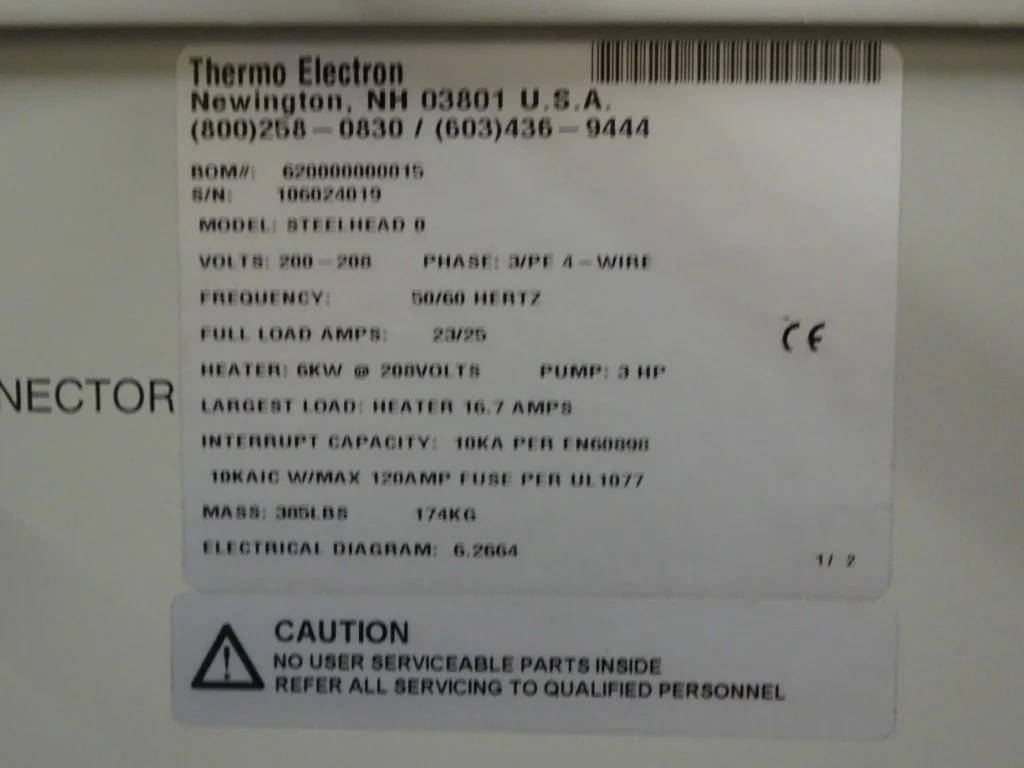 Thermo Electron
Newington, NH 03801 U.S.A.
(800)258-0830 / (603)436-9444
BOM#: 620000000015
S/N: 106024019
MODEL: STEELHEAD 0
VOLTS: 200-208 PHASE: 3/PE 4-WIRE
FREQUENCY: 50/60 HERTZ
FULL LOAD AMPS: 23/25
CE
HEATER: 6KW @ 208VOLTS PUMP: 3 HP
NECTOR
LARGEST LOAD: HEATER 16.7 AMPS
INTERRUPT CAPACITY: 10KA PER EN60898
10KAIC W/MAX 120AMP FUSE PER UL1077
MASS: 385LBS 174KG
ELECTRICAL DIAGRAM: 6.2664
1/ 2
CAUTION
NO USER SERVICEABLE PARTS INSIDE
REFER ALL SERVICING TO QUALIFIED PERSONNEL